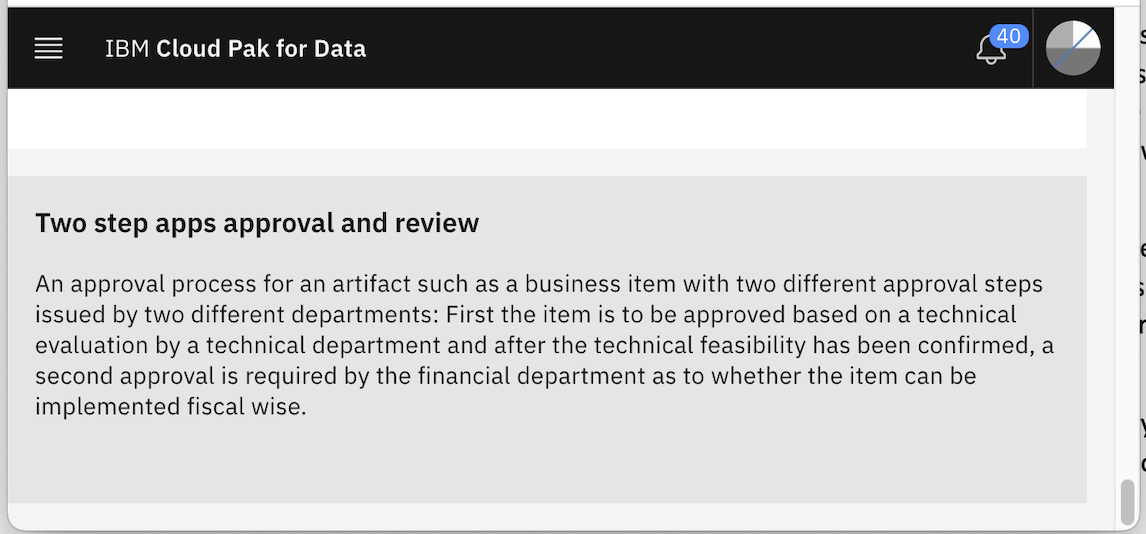 IBM Cloud Pak for Data
40
Two step apps approval and review
An approval process for an artifact such as a business item with two different approval steps
issued by two different departments: First the item is to be approved based on a technical
evaluation by a technical department and after the technical feasibility has been confirmed, a
second approval is required by the financial department as to whether the item can be
implemented fiscal wise.